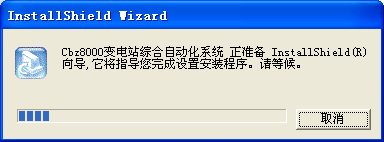 InstallShield Wizard
Cbz8000变电站综合自动化系统 正准备 InstallShield(R)
向导,它将指导您完成设置安装程序。请等候。
取消